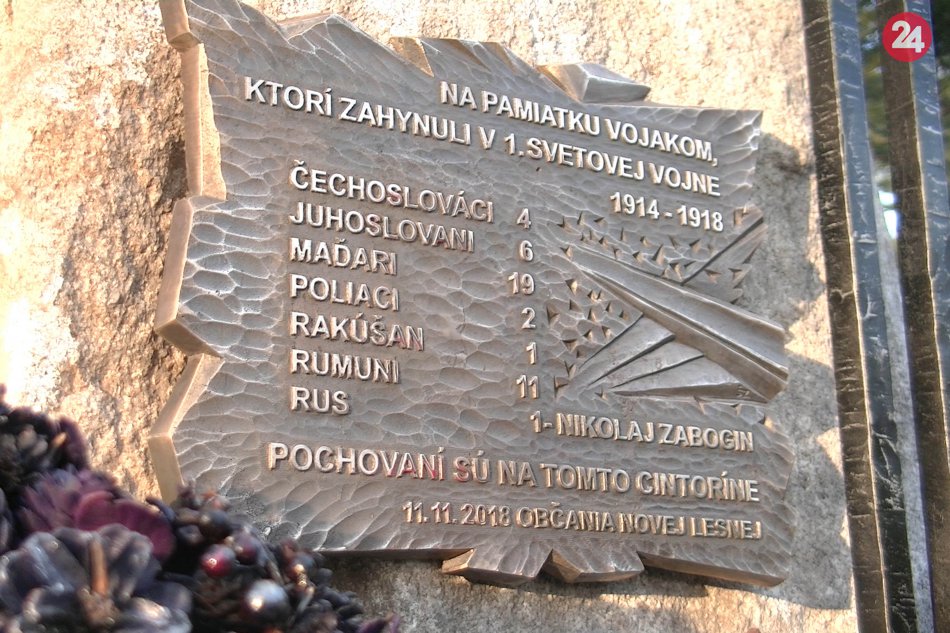 24
NA PAMIATKU VOJAKOM,
KTORÍ ZAHYNULI V 1.SVETOVEJ VOJNE
1914 - 1918
ČECHOSLOVÁCI 4
JUHOSLOVANI 6
MAĎARI 19
POLIACI 2
RAKÚŠAN 1
RUMUNI 11
RUS 1- NIKOLAJ ZABOGIN
POCHOVANÍ SÚ NA TOMTO CINTORÍNE
11.11.2018 OBČANIA NOVEJ LESNEJ